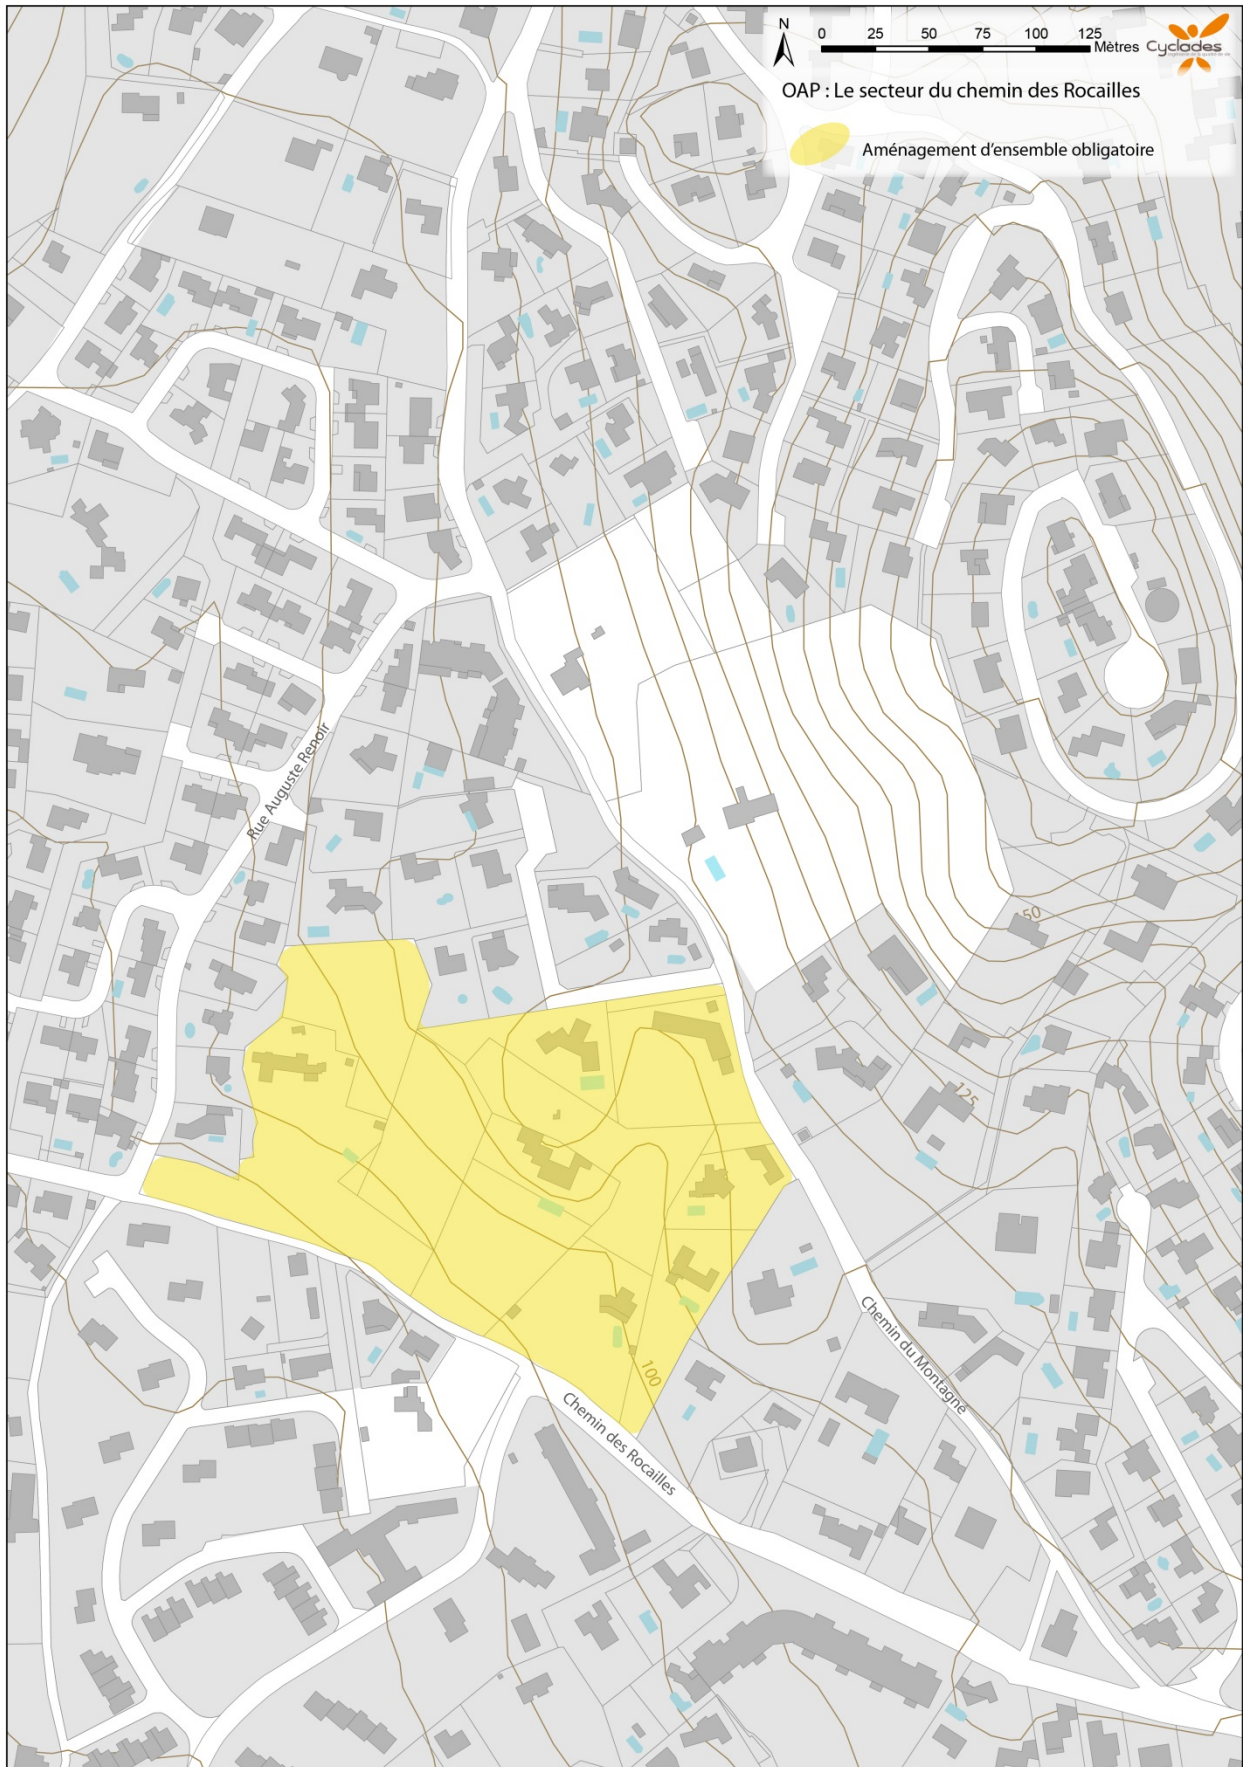 N
0 25 50 75 100 125
Mètres
Cyclades
OAP : Le secteur du chemin des Rocailles
Aménagement d'ensemble obligatoire
Rue Auguste Renoir
50
125
100
Chemin du Montagné
Chemin des Rocailles